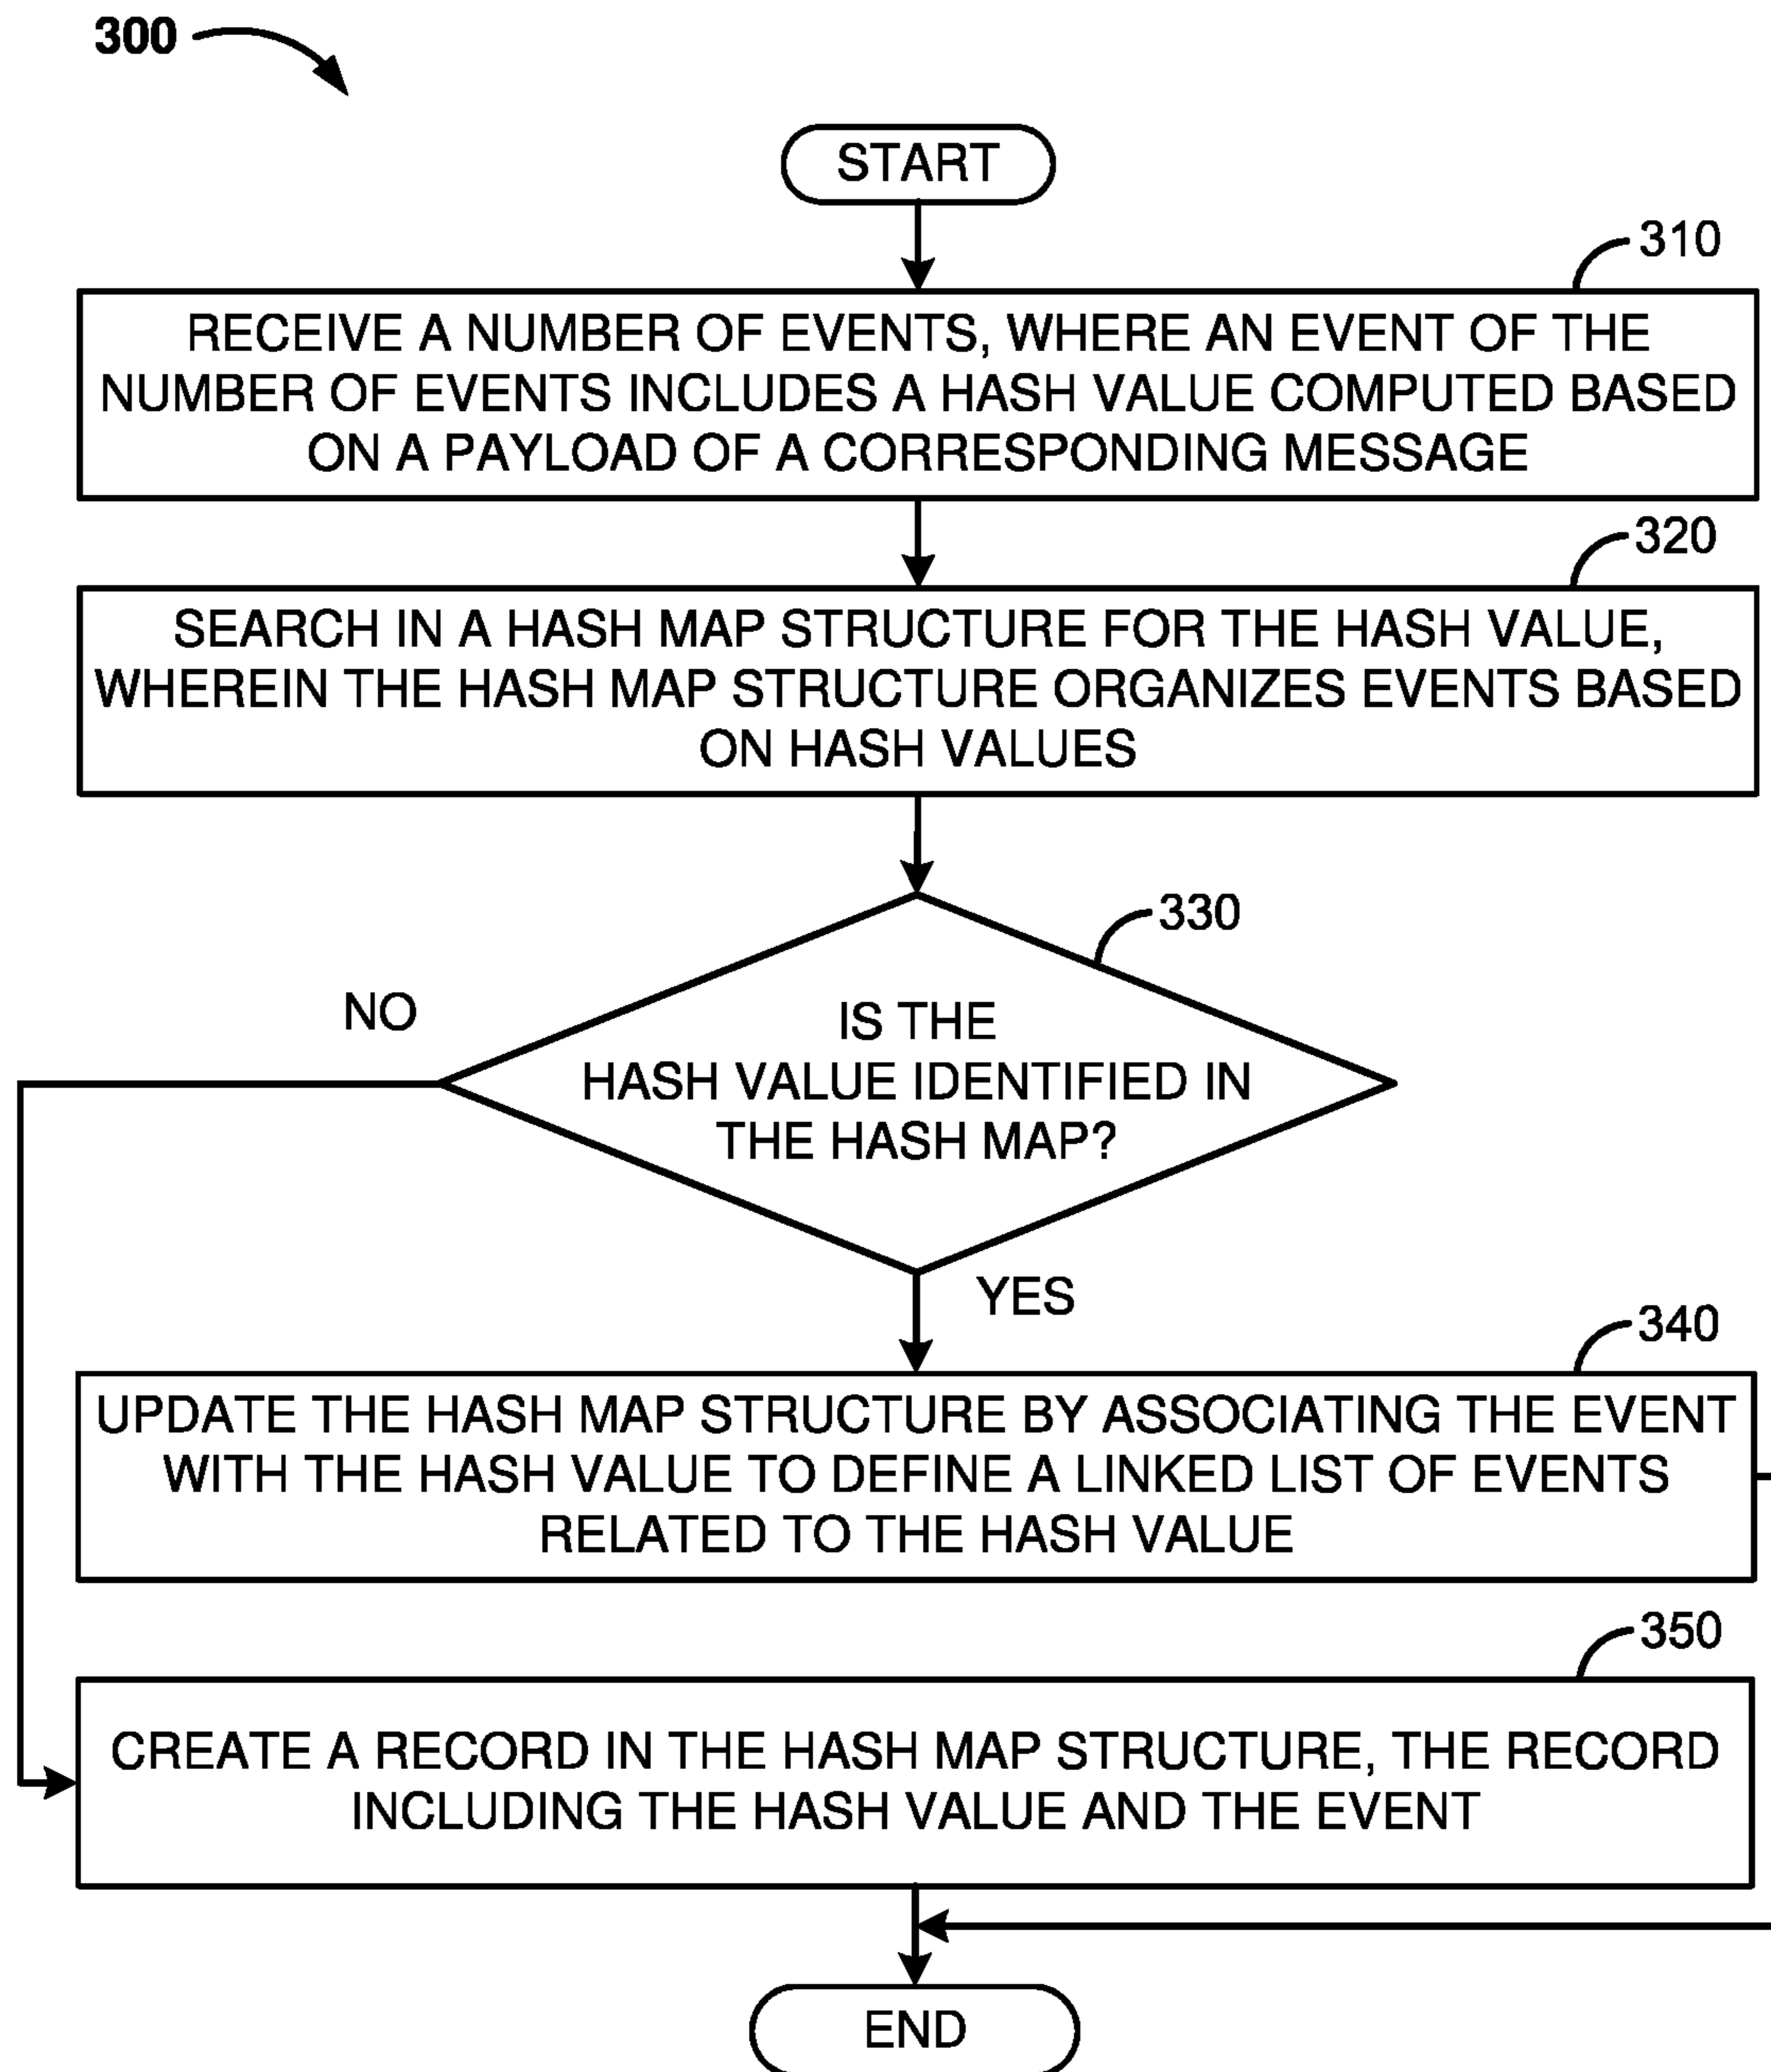 300
START
310
RECEIVE A NUMBER OF EVENTS, WHERE AN EVENT OF THE
NUMBER OF EVENTS INCLUDES A HASH VALUE COMPUTED BASED
ON A PAYLOAD OF A CORRESPONDING MESSAGE
320
SEARCH IN A HASH MAP STRUCTURE FOR THE HASH VALUE,
WHEREIN THE HASH MAP STRUCTURE ORGANIZES EVENTS BASED
ON HASH VALUES
330
NO
IS THE
HASH VALUE IDENTIFIED IN
THE HASH MAP?
YES
340
UPDATE THE HASH MAP STRUCTURE BY ASSOCIATING THE EVENT
WITH THE HASH VALUE TO DEFINE A LINKED LIST OF EVENTS
RELATED TO THE HASH VALUE
350
CREATE A RECORD IN THE HASH MAP STRUCTURE, THE RECORD
INCLUDING THE HASH VALUE AND THE EVENT
END